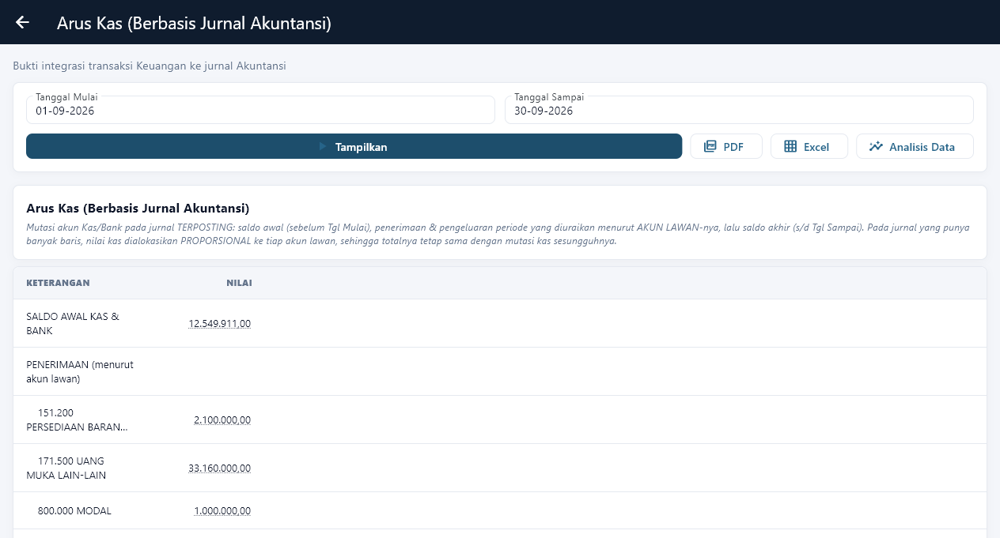 Arus Kas (Berbasis Jurnal Akuntansi)
Bukti integrasi transaksi Keuangan ke jurnal Akuntansi
Tanggal Mulai
01-09-2026
Tanggal Sampai
30-09-2026
Tampilkan
PDF
Excel
Analisis Data
Arus Kas (Berbasis Jurnal Akuntansi)
Mutasi akun Kas/Bank pada jurnal TERPOSTING: saldo awal (sebelum Tgl Mulai), penerimaan & pengeluaran periode yang diuraikan menurut AKUN LAWAN-nya, lalu saldo akhir (s/d Tgl Sampai). Pada jurnal yang punya
banyak baris, nilai kas dialokasikan PROPORSIONAL ke tiap akun lawan, sehingga totalnya tetap sama dengan mutasi kas sesungguhnya.
KETERANGAN NILAI
SALDO AWAL KAS &
BANK
12.549.911,00
PENERIMAAN (menurut
akun lawan)
151.200
PERSEDIAAN BARAN...
2.100.000,00
171.500 UANG
MUKA LAIN-LAIN
33.160.000,00
800.000 MODAL 1.000.000,00